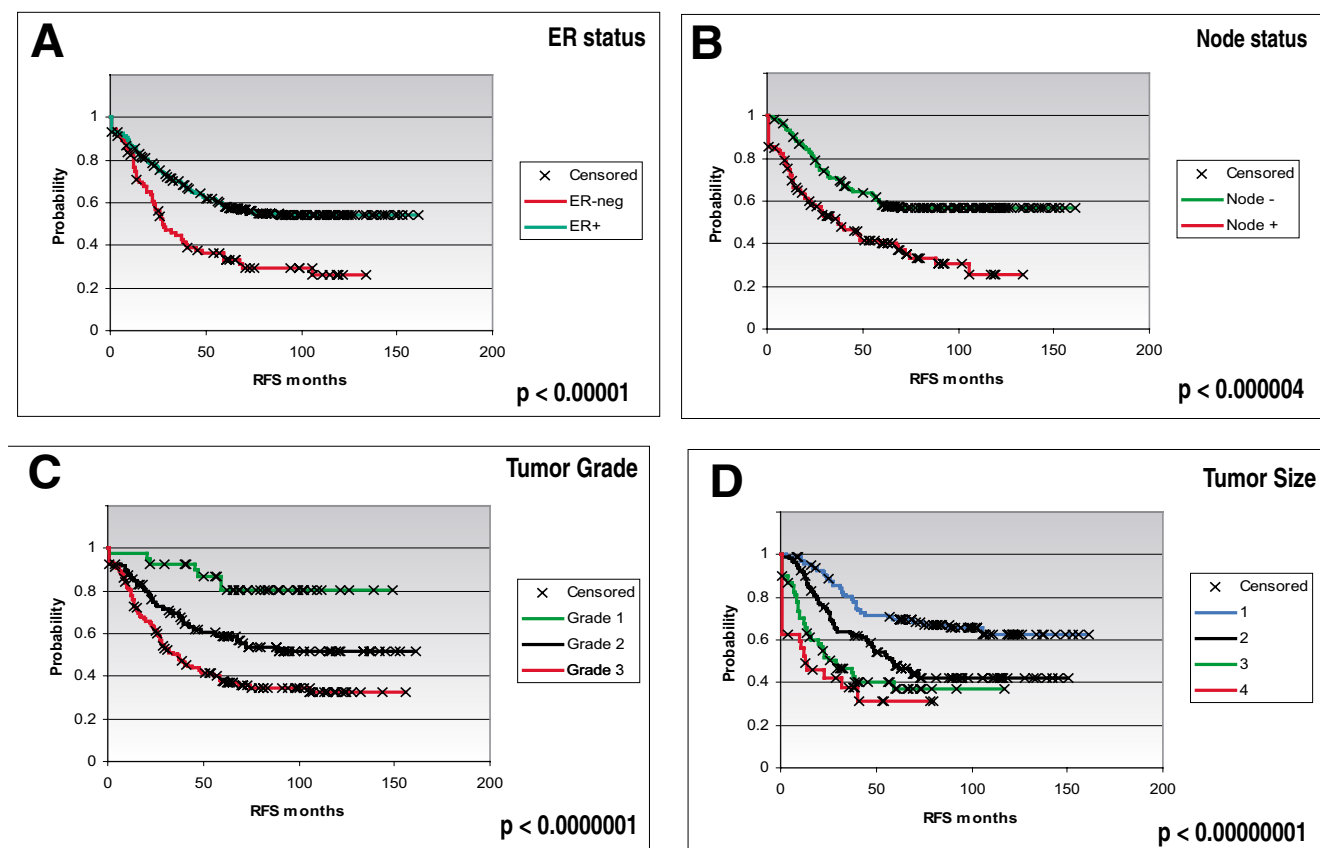 A
ER status
1
0.8
0.6
0.4
0.2
0
Probability
0
50
100
150
200
RFS months
Censored
ER-neg
ER+
p < 0.00001
B
Node status
1
0.8
0.6
0.4
0.2
0
Probability
0
50
100
150
200
RFS months
Censored
Node -
Node +
p < 0.000004
C
Tumor Grade
1
0.8
0.6
0.4
0.2
0
Probability
0
50
100
150
200
RFS months
Censored
Grade 1
Grade 2
Grade 3
p < 0.0000001
D
Tumor Size
1
0.8
0.6
0.4
0.2
0
Probability
0
50
100
150
200
RFS months
Censored
1
2
3
4
p < 0.00000001